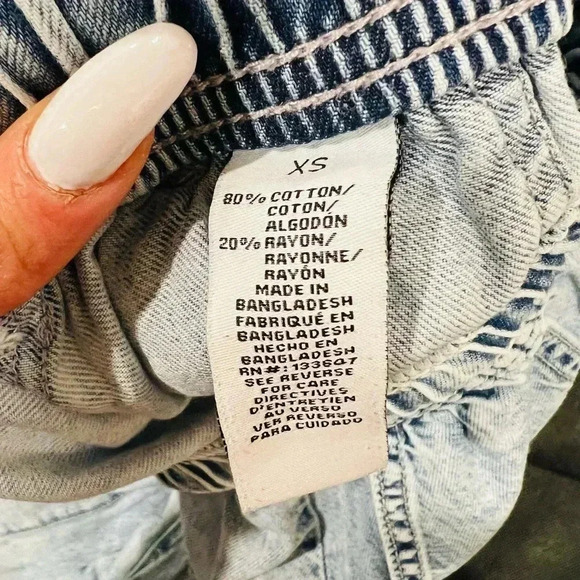 XS
80% COTTON/
COTON/
ALGODÓN
20% RAYON/
RAYONNE/
RAYÓN
MADE IN
BANGLADESH
FABRIQUÉ EN
BANGLADESH
HECHO EN
BANGLADESH
RN#: 133647
SEE REVERSE
FOR CARE
DIRECTIVES
D'ENTRETIEN
AU VERSO
VER REVERSO
PARA CUIDADO